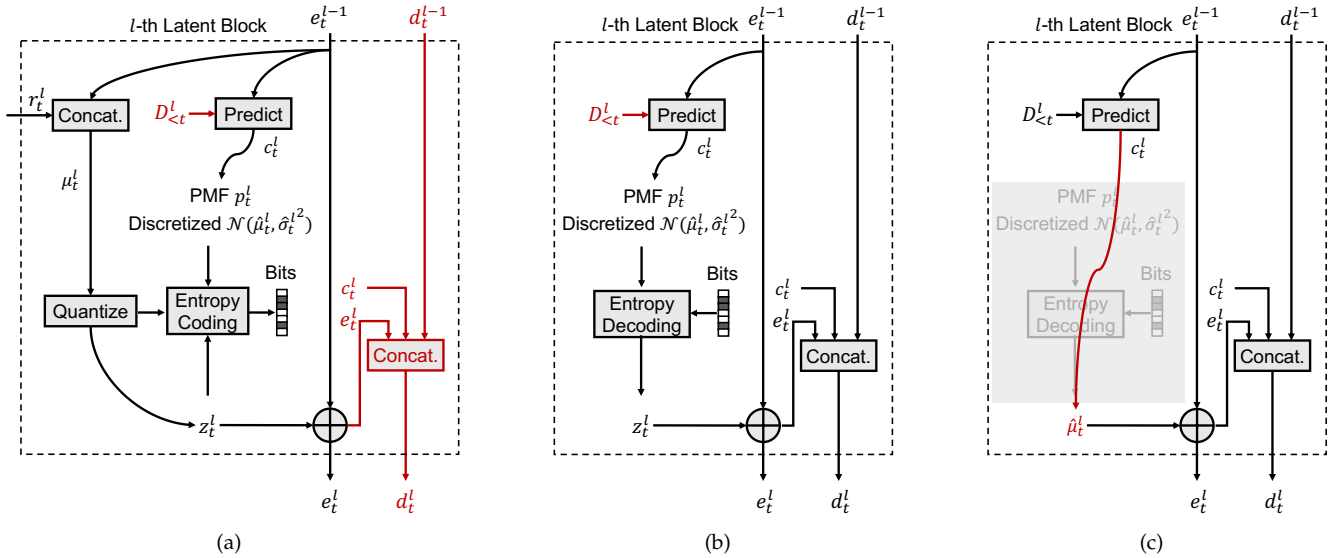 l-th Latent Block
e_t^{l-1}
d_t^{l-1}
r_t^l
Concat.
D_{<t}^l
Predict
c_t^l
μ_t^l
PMF p_t^l
Discretized 𝒩(μ̂_t^l, σ̂_t^{l^2})
Bits
Quantize
Entropy
Coding
c_t^l
e_t^l
Concat.
z_t^l
e_t^l
d_t^l
(a)
l-th Latent Block
e_t^{l-1}
d_t^{l-1}
D_{<t}^l
Predict
c_t^l
PMF p_t^l
Discretized 𝒩(μ̂_t^l, σ̂_t^{l^2})
Bits
Entropy
Decoding
c_t^l
e_t^l
Concat.
z_t^l
e_t^l
d_t^l
(b)
l-th Latent Block
e_t^{l-1}
d_t^{l-1}
D_{<t}^l
Predict
c_t^l
PMF p_t^l
Discretized 𝒩(μ̂_t^l, σ̂_t^{l^2})
Bits
Entropy
Decoding
c_t^l
e_t^l
Concat.
μ̂_t^l
e_t^l
d_t^l
(c)